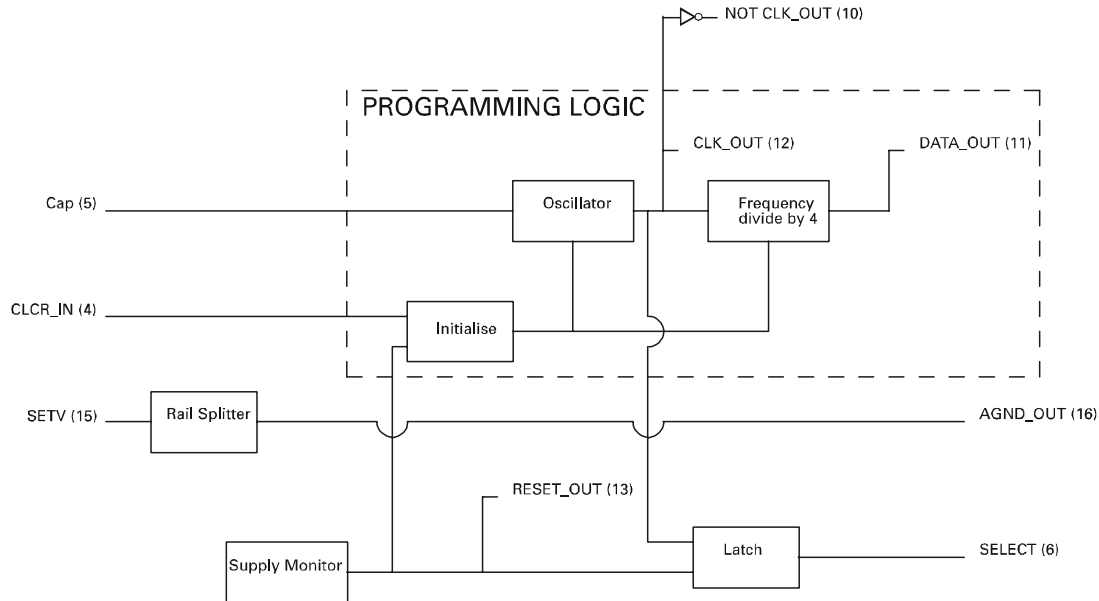 NOT CLK_OUT (10)
PROGRAMMING LOGIC
CLK_OUT (12)
DATA_OUT (11)
Cap (5)
Oscillator
Frequency
divide by 4
CLCR_IN (4)
Initialise
SETV (15)
Rail Splitter
AGND_OUT (16)
RESET_OUT (13)
Supply Monitor
Latch
SELECT (6)